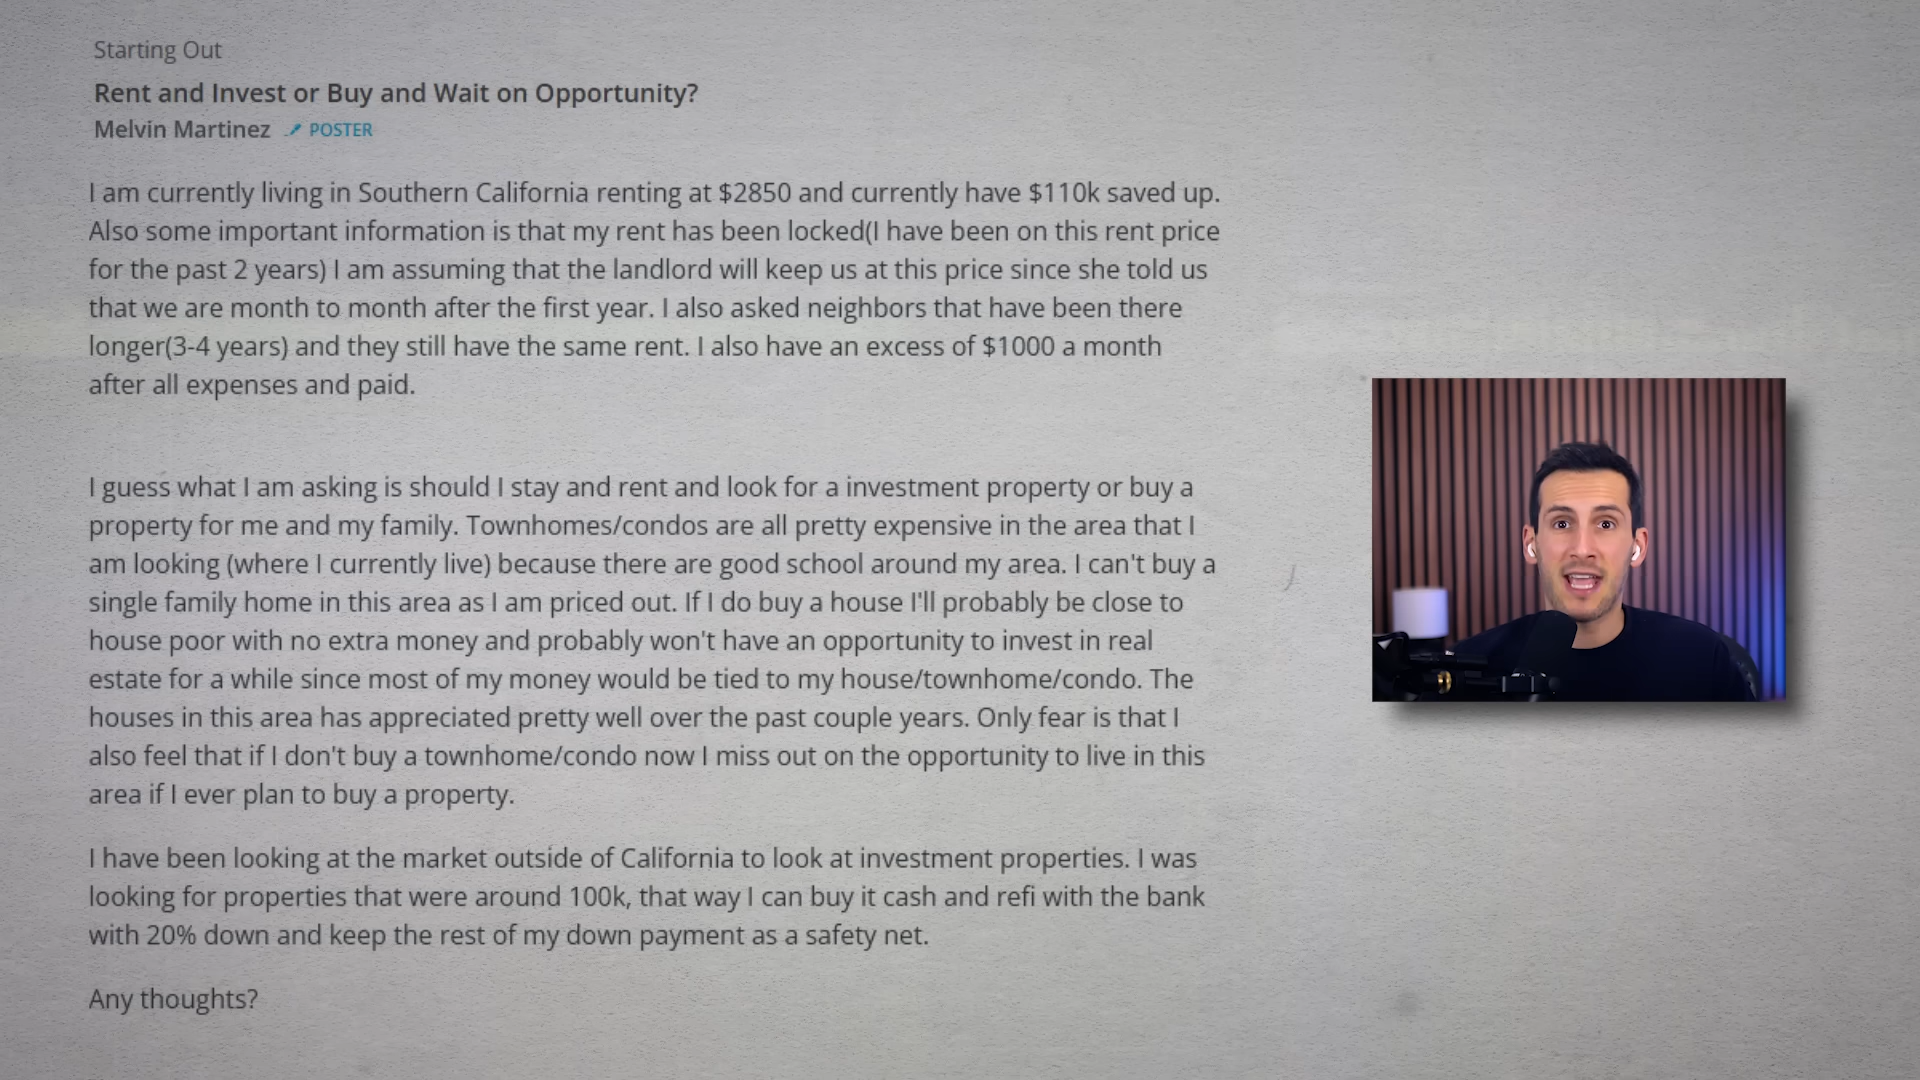 Starting Out
Rent and Invest or Buy and Wait on Opportunity?
Melvin Martinez POSTER
I am currently living in Southern California renting at $2850 and currently have $110k saved up.
Also some important information is that my rent has been locked(I have been on this rent price
for the past 2 years) I am assuming that the landlord will keep us at this price since she told us
that we are month to month after the first year. I also asked neighbors that have been there
longer(3-4 years) and they still have the same rent. I also have an excess of $1000 a month
after all expenses and paid.
I guess what I am asking is should I stay and rent and look for a investment property or buy a
property for me and my family. Townhomes/condos are all pretty expensive in the area that I
am looking (where I currently live) because there are good school around my area. I can't buy a
single family home in this area as I am priced out. If I do buy a house I'll probably be close to
house poor with no extra money and probably won't have an opportunity to invest in real
estate for a while since most of my money would be tied to my house/townhome/condo. The
houses in this area has appreciated pretty well over the past couple years. Only fear is that I
also feel that if I don't buy a townhome/condo now I miss out on the opportunity to live in this
area if I ever plan to buy a property.
I have been looking at the market outside of California to look at investment properties. I was
looking for properties that were around 100k, that way I can buy it cash and refi with the bank
with 20% down and keep the rest of my down payment as a safety net.
Any thoughts?